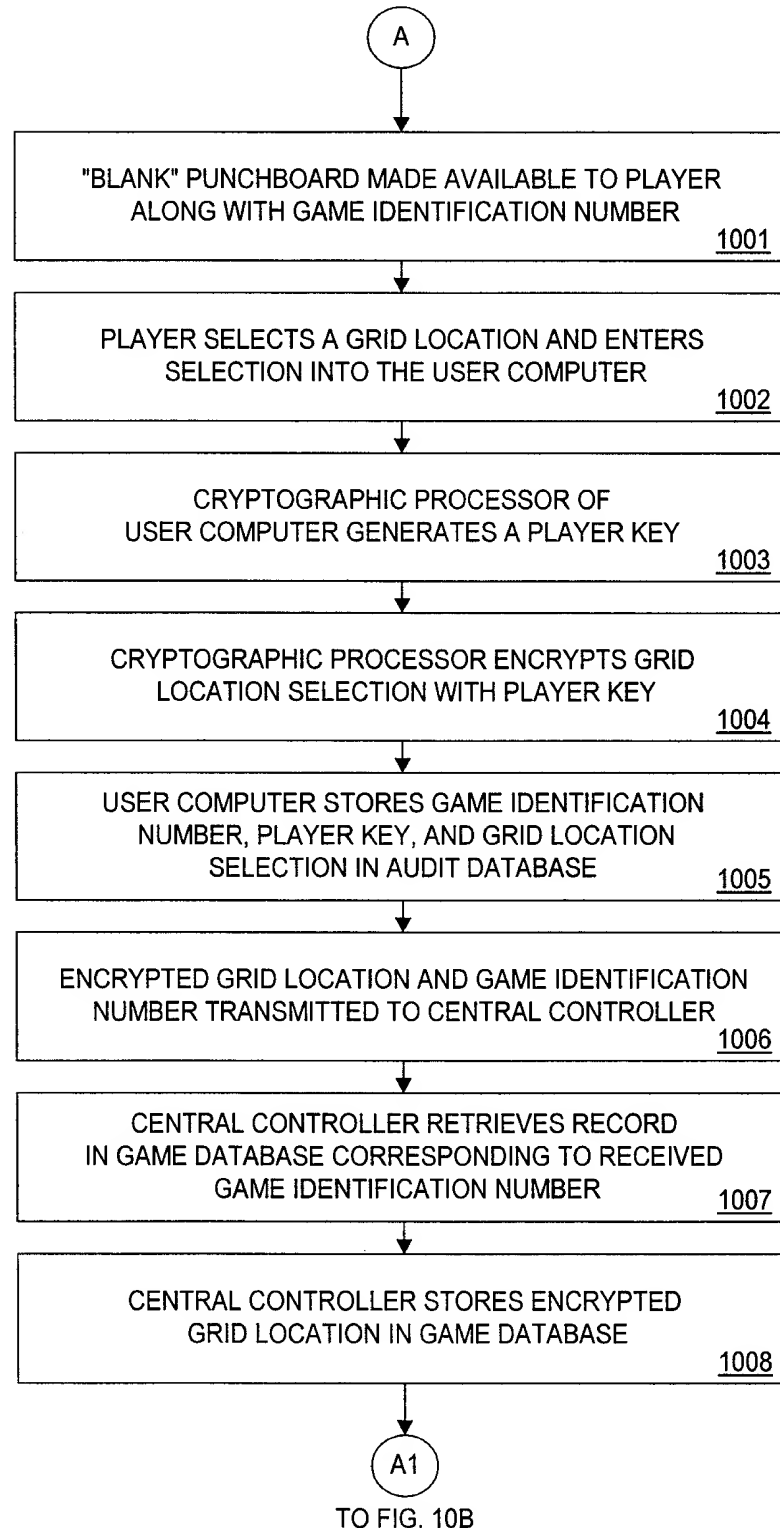 A
"BLANK" PUNCHBOARD MADE AVAILABLE TO PLAYER
ALONG WITH GAME IDENTIFICATION NUMBER
1001
PLAYER SELECTS A GRID LOCATION AND ENTERS
SELECTION INTO THE USER COMPUTER
1002
CRYPTOGRAPHIC PROCESSOR OF
USER COMPUTER GENERATES A PLAYER KEY
1003
CRYPTOGRAPHIC PROCESSOR ENCRYPTS GRID
LOCATION SELECTION WITH PLAYER KEY
1004
USER COMPUTER STORES GAME IDENTIFICATION
NUMBER, PLAYER KEY, AND GRID LOCATION
SELECTION IN AUDIT DATABASE
1005
ENCRYPTED GRID LOCATION AND GAME IDENTIFICATION
NUMBER TRANSMITTED TO CENTRAL CONTROLLER
1006
CENTRAL CONTROLLER RETRIEVES RECORD
IN GAME DATABASE CORRESPONDING TO RECEIVED
GAME IDENTIFICATION NUMBER
1007
CENTRAL CONTROLLER STORES ENCRYPTED
GRID LOCATION IN GAME DATABASE
1008
A1
TO FIG. 10B